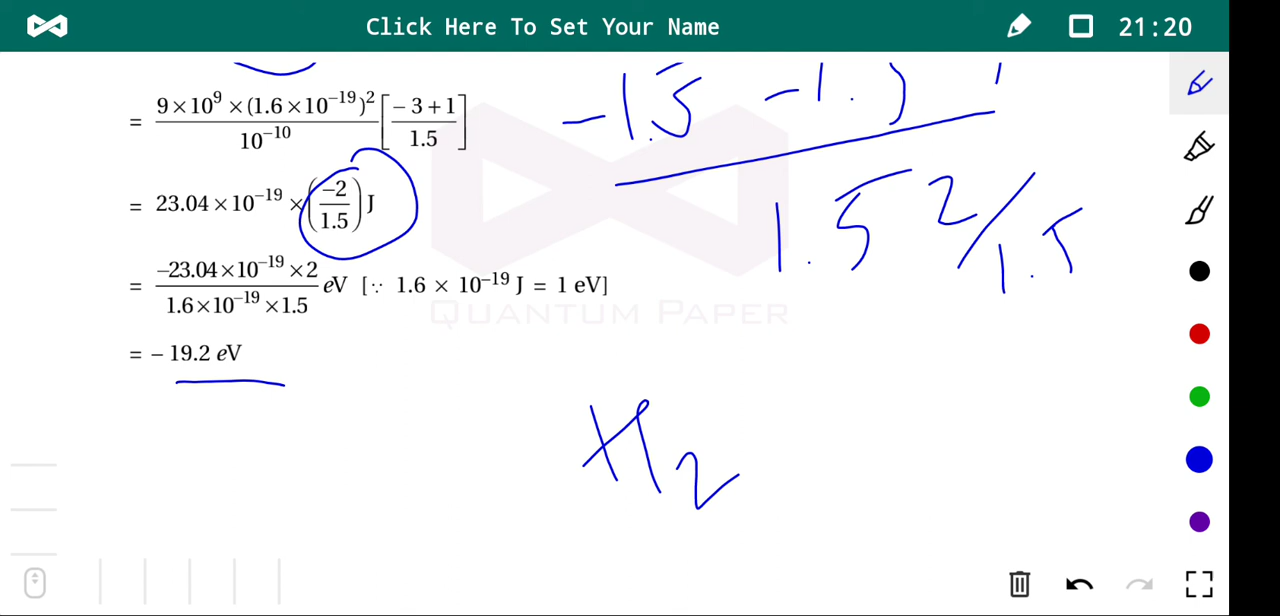 Click Here To Set Your Name 21:20
= 9×10⁹×(1.6×10⁻¹⁹)² / 10⁻¹⁰ [−3+1 / 1.5]
−1.5 −1.
= 23.04×10⁻¹⁹×(−2/1.5) J
1.5 2/1.5
= −23.04×10⁻¹⁹×2 / 1.6×10⁻¹⁹×1.5 eV [∵ 1.6 × 10⁻¹⁹ J = 1 eV]
QUANTUM PAPER
= − 19.2 eV
H₂